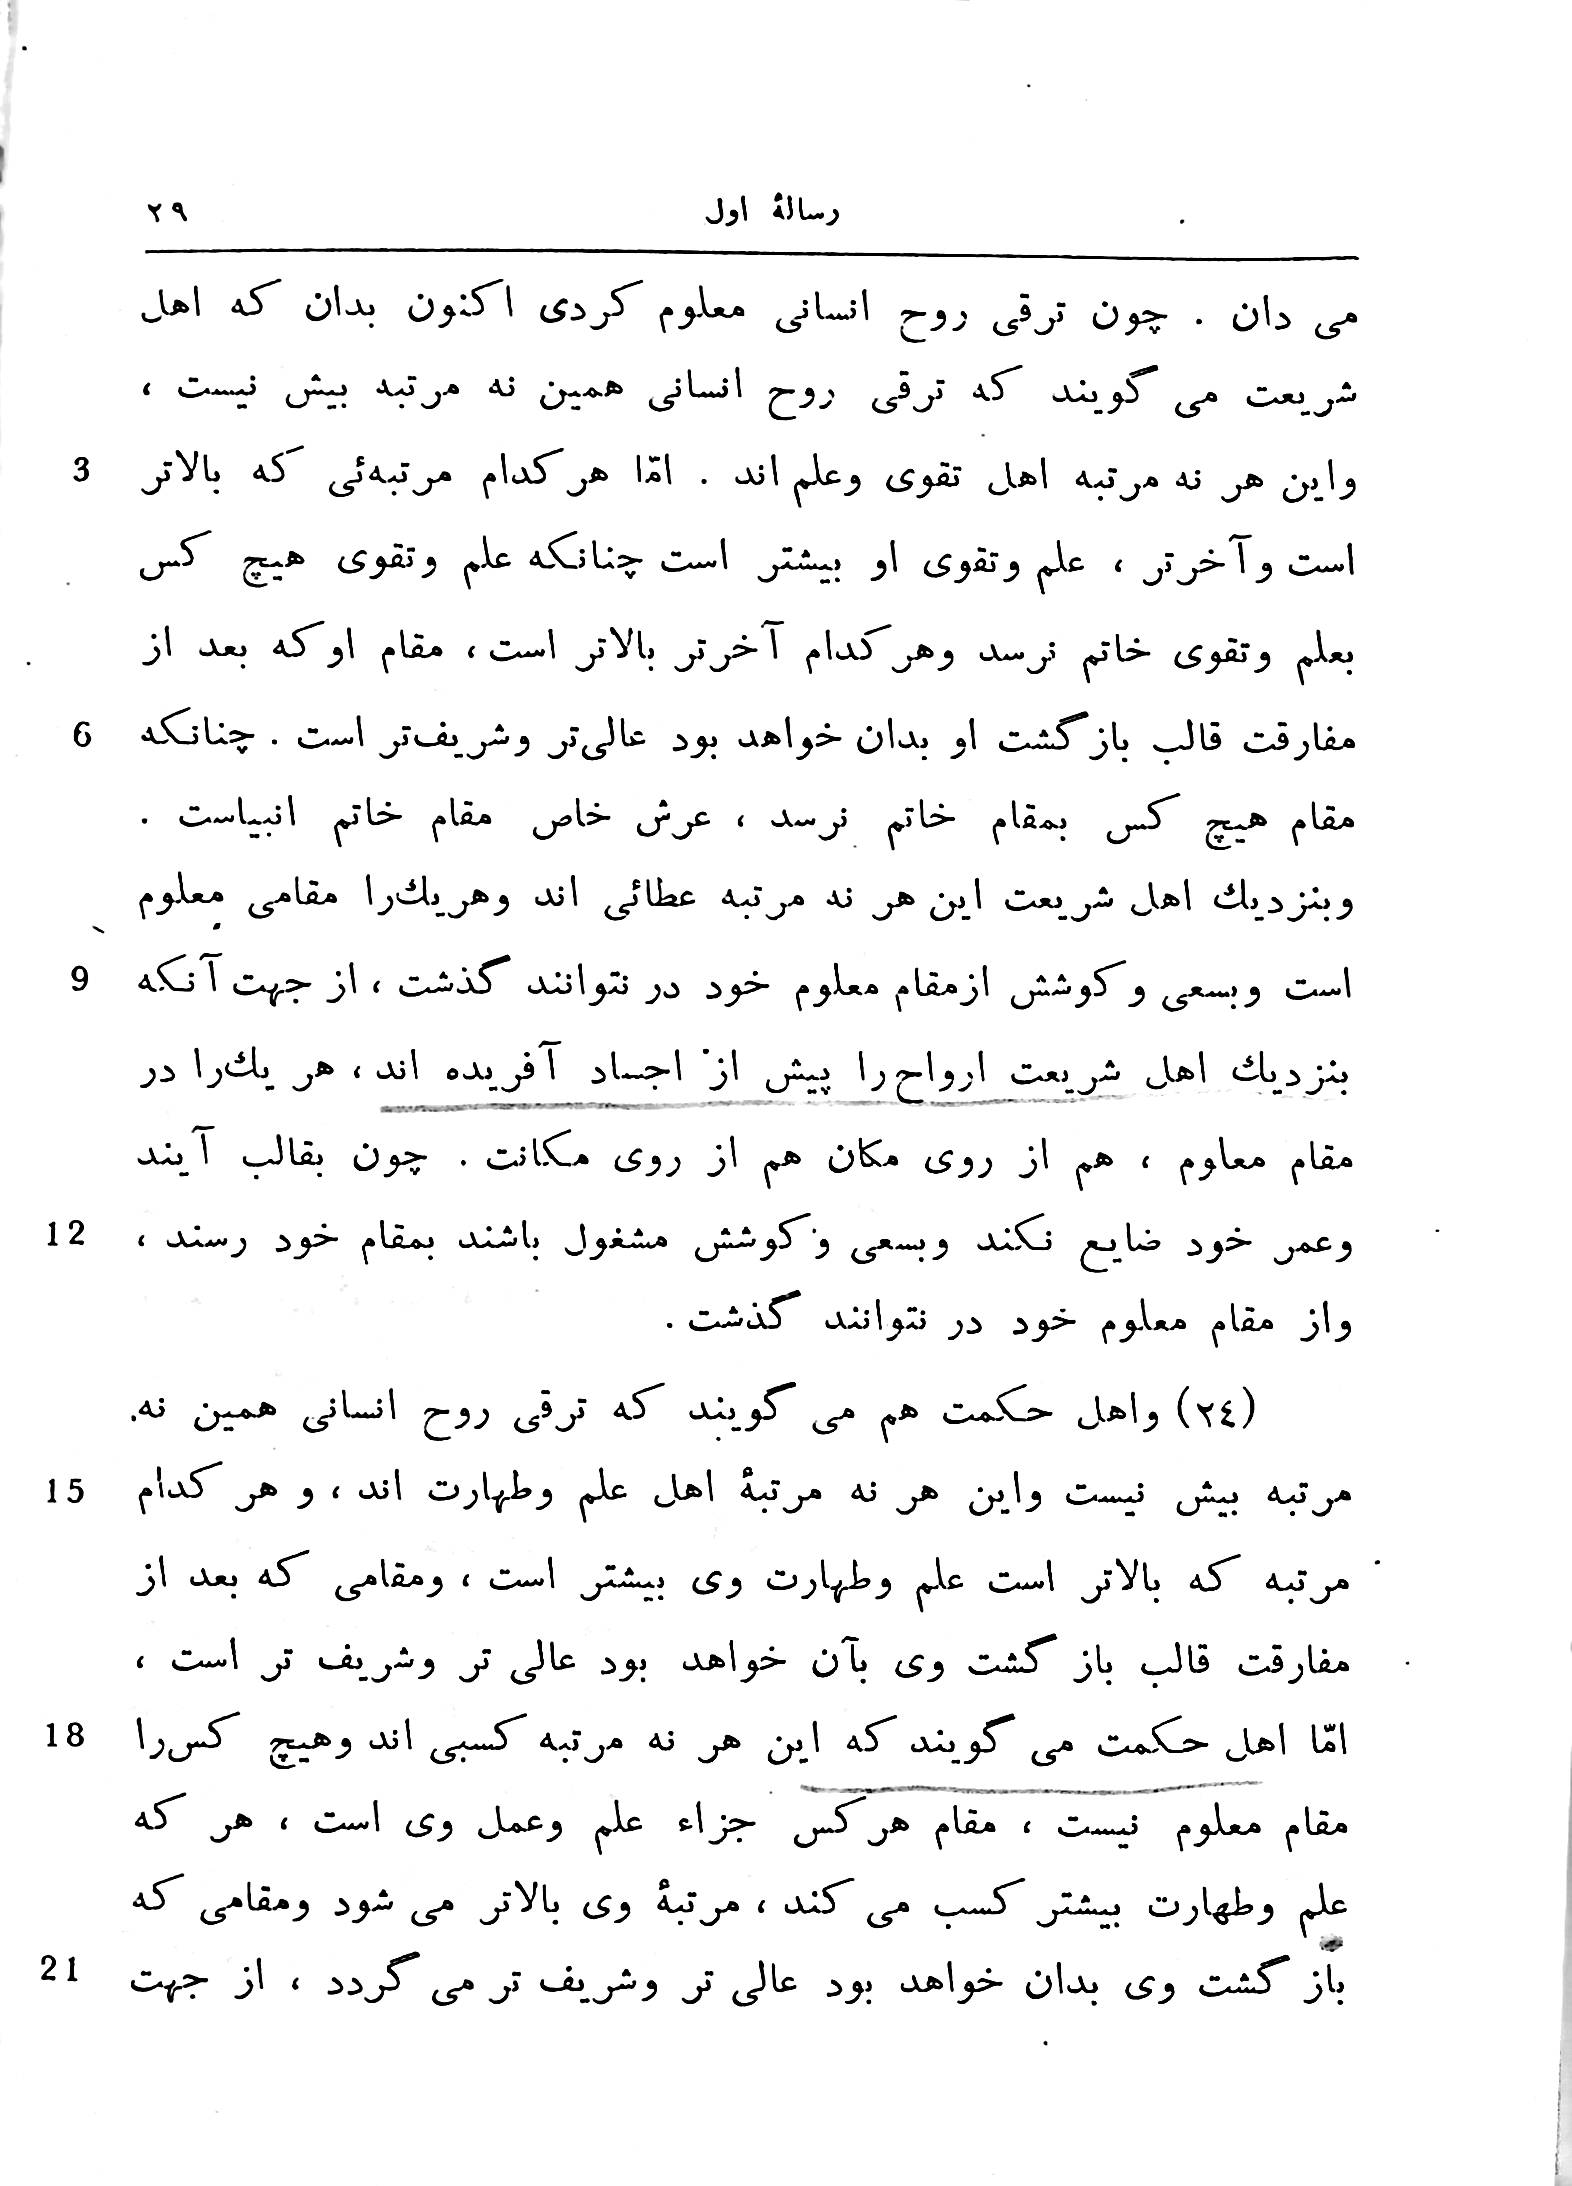 رسالهٔ اول ۲۹
می دان . چون ترقی روح انسانی معلوم کردی اکنون بدان که اهل
شریعت می گویند که ترقی روح انسانی همین نه مرتبه بیش نیست ،
3 واین هر نه مرتبه اهل تقوی وعلم اند . امّا هر کدام مرتبه‌ئی که بالاتر
است و آخرتر ، علم وتقوی او بیشتر است چنانکه علم وتقوی هیچ کس
بعلم وتقوی خاتم نرسد وهر کدام آخرتر بالاتر است، مقام او که بعد از
6 مفارقت قالب باز گشت او بدان خواهد بود عالی‌تر وشریف‌تر است . چنانکه
مقام هیچ کس بمقام خاتم نرسد ، عرش خاص مقام خاتم انبیاست .
وبنزدیك اهل شریعت این هر نه مرتبه عطائی اند وهریك‌را مقامی معلوم
9 است وبسعی و کوشش ازمقام معلوم خود در نتوانند گذشت ، از جهت آنکه
بنزدیك اهل شریعت ارواح‌را پیش از اجساد آفریده اند، هر یك‌را در
مقام معلوم ، هم از روی مکان هم از روی مکانت . چون بقالب آیند
12 وعمر خود ضایع نکند وبسعی و کوشش مشغول باشند بمقام خود رسند ،
واز مقام معلوم خود در نتوانند گذشت .
(۲٤) واهل حکمت هم می گویند که ترقی روح انسانی همین نه
15 مرتبه بیش نیست واین هر نه مرتبهٔ اهل علم وطهارت اند ، و هر کدام
مرتبه که بالاتر است علم وطهارت وی بیشتر است ، ومقامی که بعد از
مفارقت قالب باز گشت وی بآن خواهد بود عالی تر وشریف تر است ،
18 امّا اهل حکمت می گویند که این هر نه مرتبه کسبی اند وهیچ کس‌را
مقام معلوم نیست ، مقام هر کس جزاء علم وعمل وی است ، هر که
علم وطهارت بیشتر کسب می کند ، مرتبهٔ وی بالاتر می شود ومقامی که
21 باز گشت وی بدان خواهد بود عالی تر وشریف تر می گردد ، از جهت